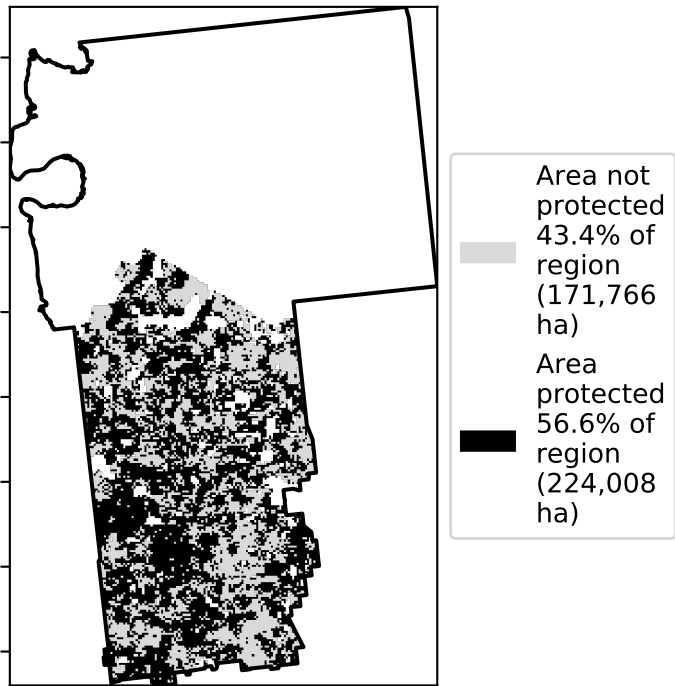 Area not
protected
43.4% of
region
(171,766
ha)
Area
protected
56.6% of
region
(224,008
ha)